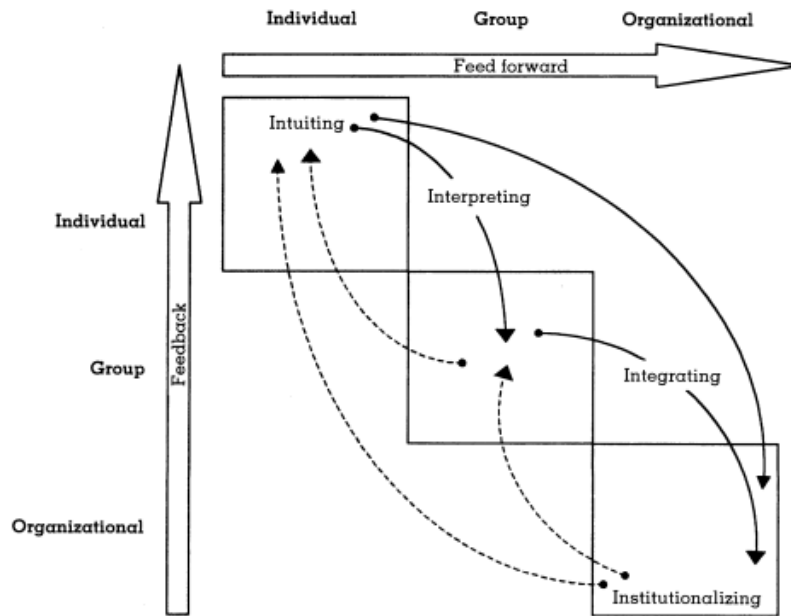 Individual Group Organizational
Feed forward
Intuiting
Interpreting
Individual
Feedback
Group
Integrating
Organizational
Institutionalizing